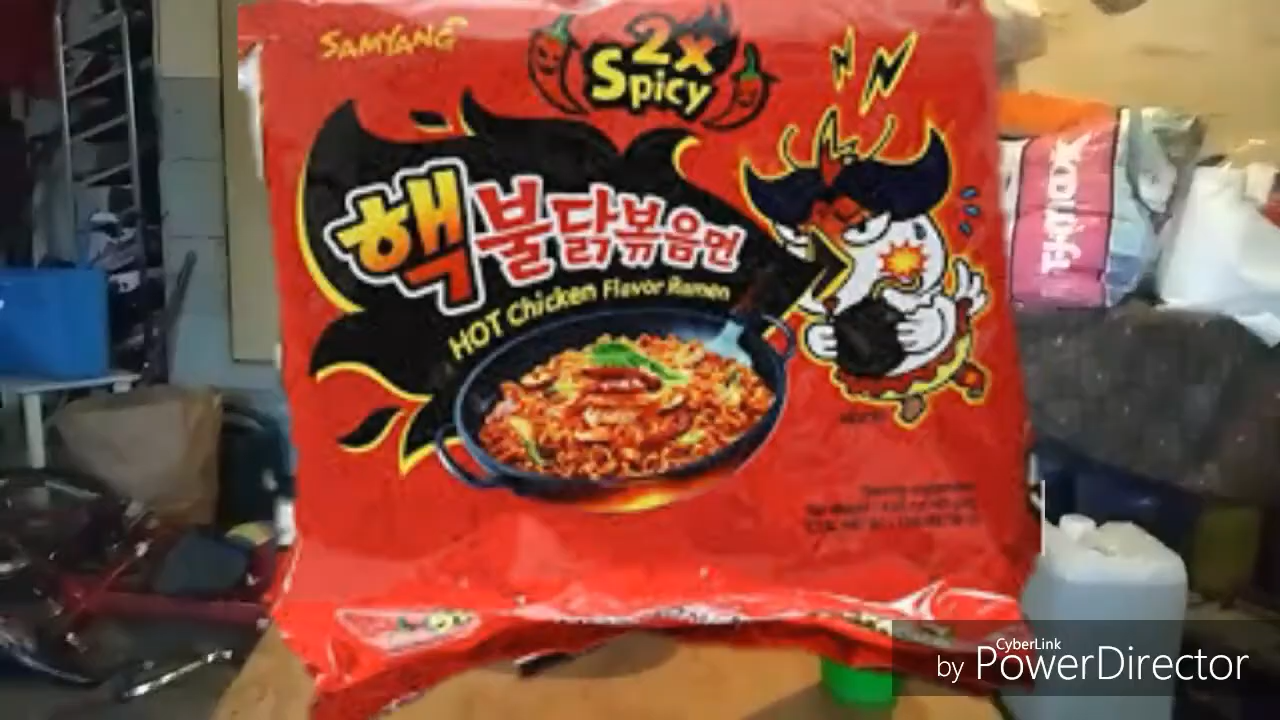 SAMYANG
2x
Spicy
핵불닭볶음면
HOT Chicken Flavor Ramen
CyberLink
by PowerDirector